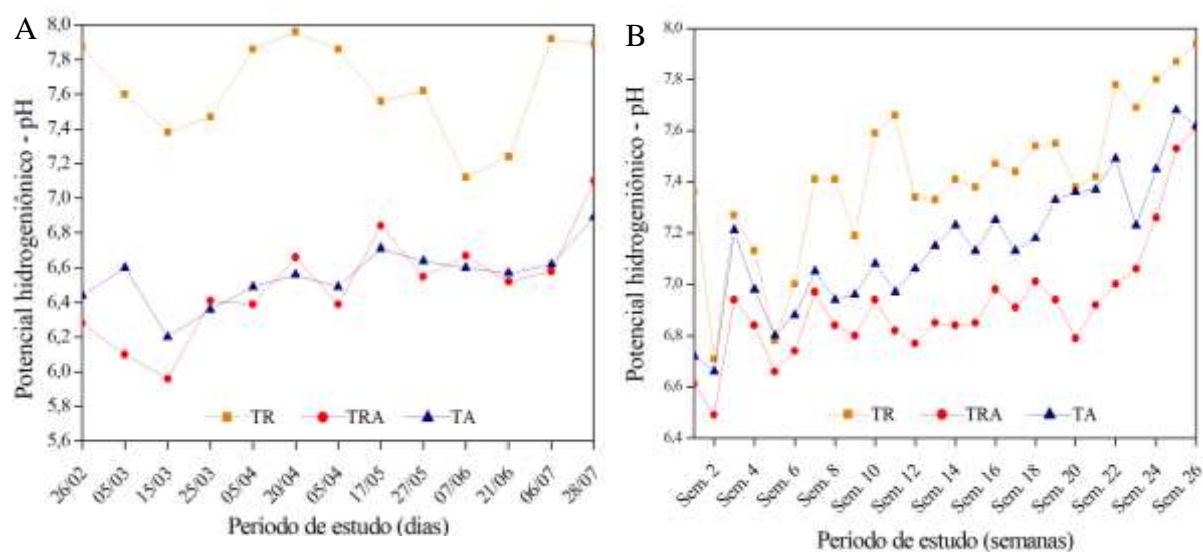 A
Potencial hidrogeniônico - pH
8,0
7,8
7,6
7,4
7,2
7,0
6,8
6,6
6,4
6,2
6,0
5,8
5,6
TR TRA TA
26/02 05/03 15/03 25/03 05/04 20/04 05/04 17/05 27/05 07/06 21/06 06/07 28/07
Período de estudo (dias)
B
Potencial hidrogeniônico - pH
8,0
7,8
7,6
7,4
7,2
7,0
6,8
6,6
6,4
TR TRA TA
Sem. 2 Sem. 4 Sem. 6 Sem. 8 Sem. 10 Sem. 12 Sem. 14 Sem. 16 Sem. 18 Sem. 20 Sem. 22 Sem. 24 Sem. 26
Período de estudo (semanas)